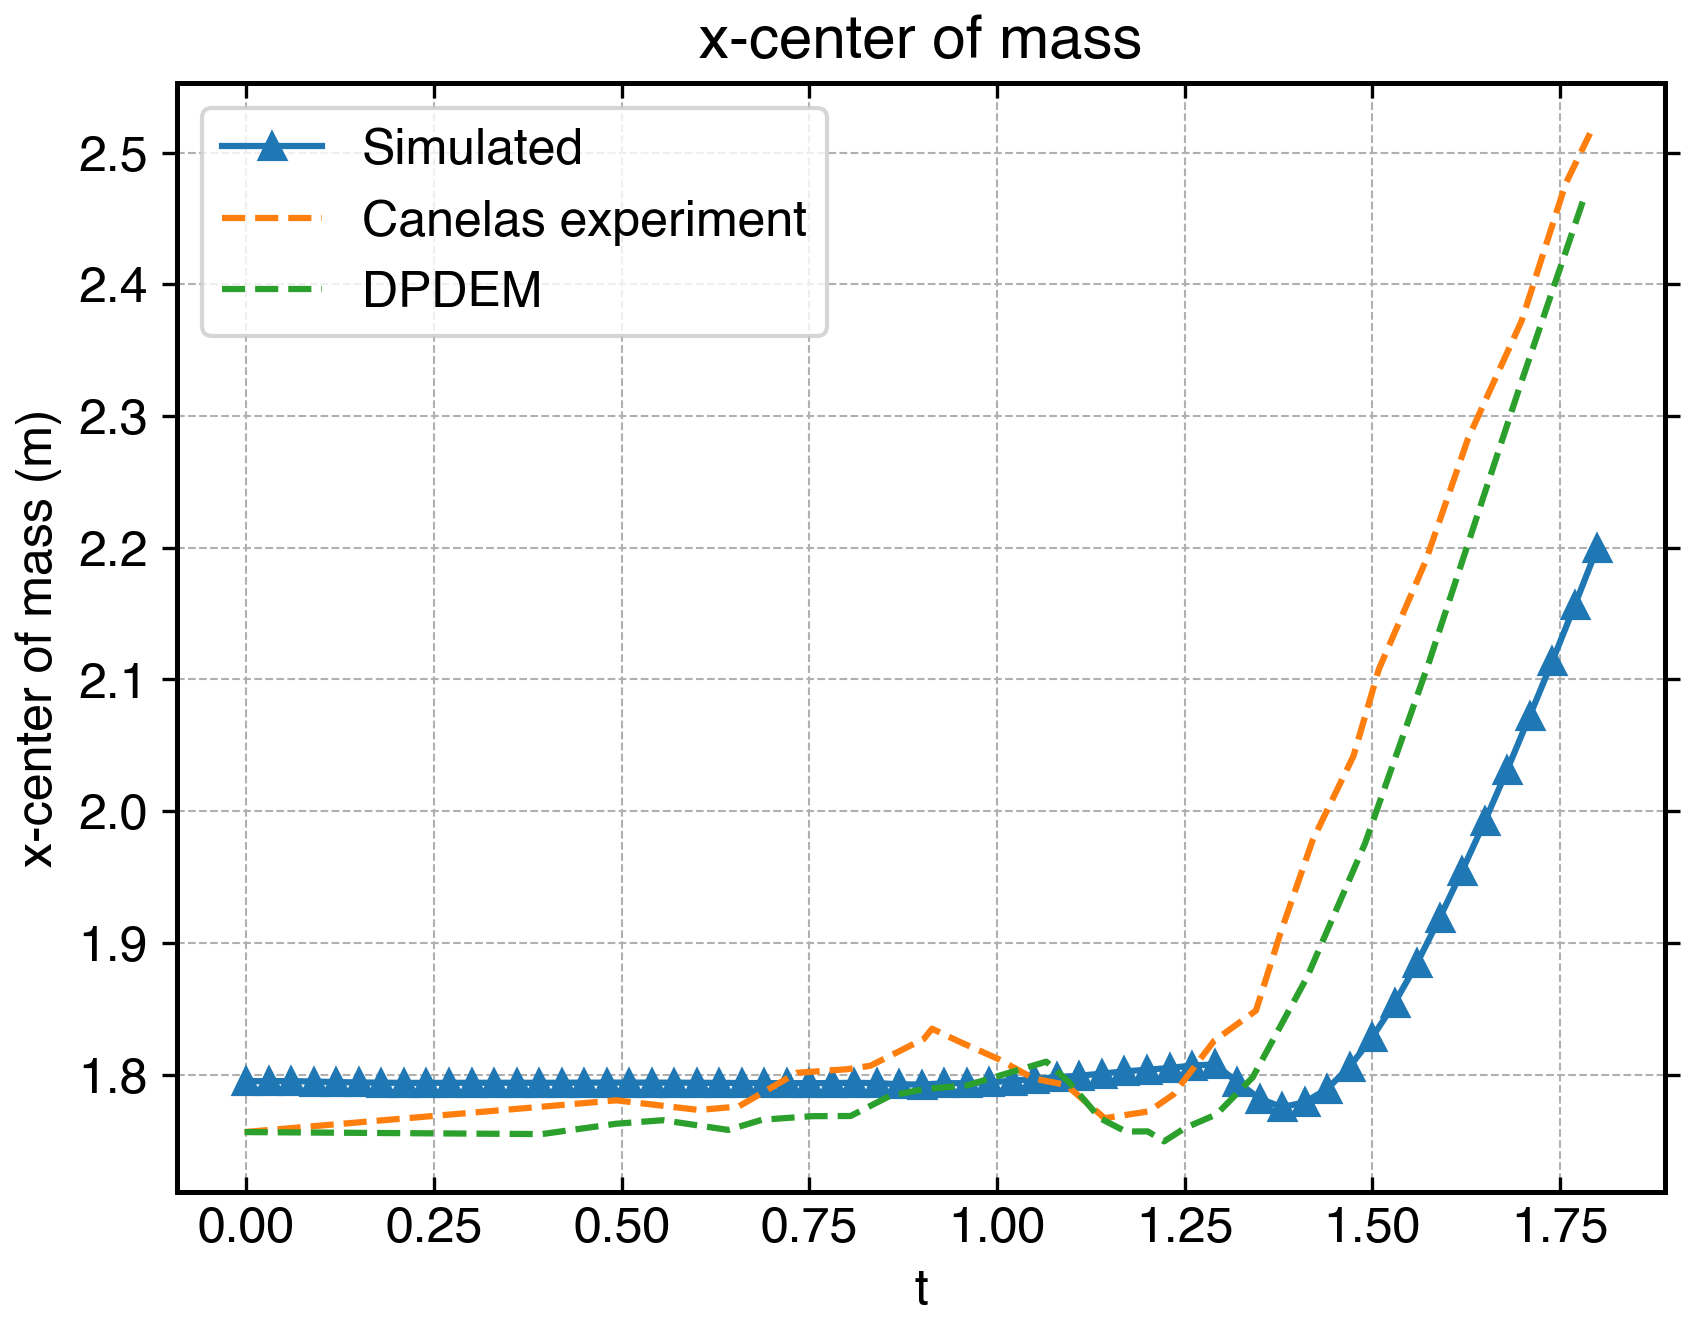 x-center of mass
Simulated
Canelas experiment
DPDEM
x-center of mass (m)
2.5
2.4
2.3
2.2
2.1
2.0
1.9
1.8
0.00 0.25 0.50 0.75 1.00 1.25 1.50 1.75
t